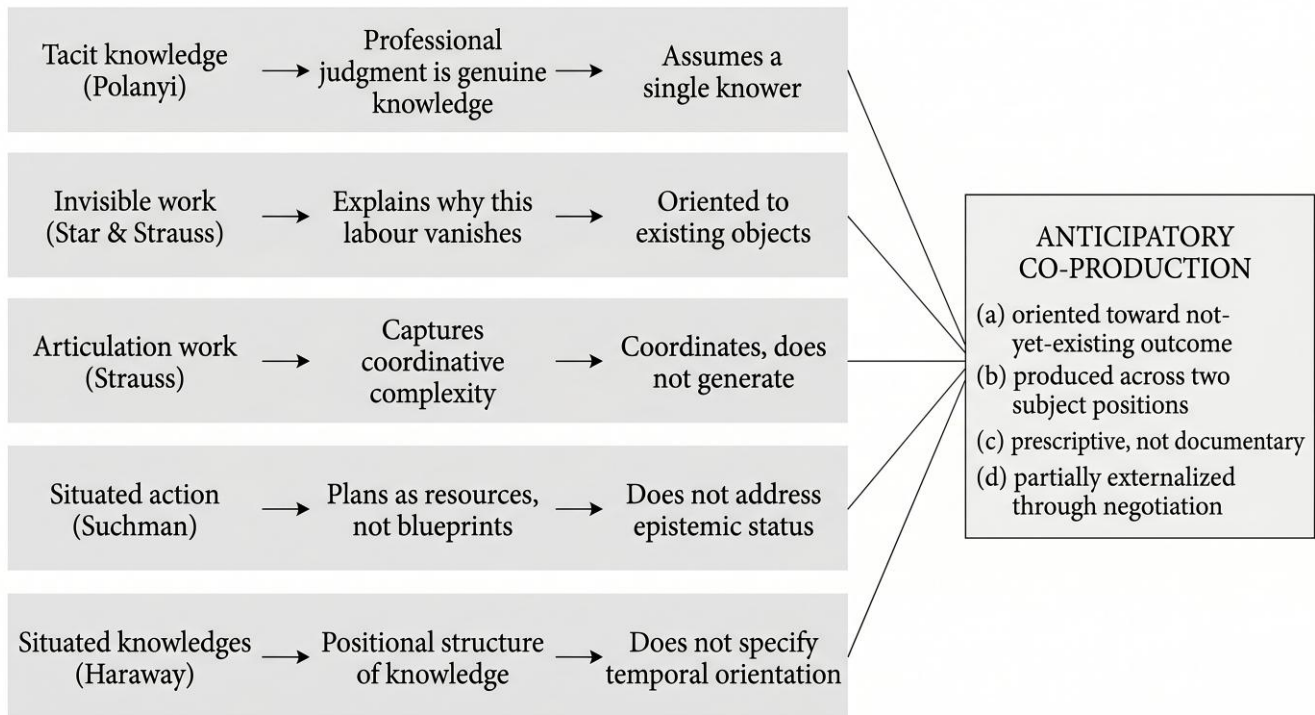 Tacit knowledge
(Polanyi)
Professional
judgment is genuine
knowledge
Assumes a
single knower
Invisible work
(Star & Strauss)
Explains why this
labour vanishes
Oriented to
existing objects
Articulation work
(Strauss)
Captures
coordinative
complexity
Coordinates, does
not generate
Situated action
(Suchman)
Plans as resources,
not blueprints
Does not address
epistemic status
Situated knowledges
(Haraway)
Positional structure
of knowledge
Does not specify
temporal orientation
ANTICIPATORY
CO-PRODUCTION
(a) oriented toward not-
yet-existing outcome
(b) produced across two
subject positions
(c) prescriptive, not documentary
(d) partially externalized
through negotiation